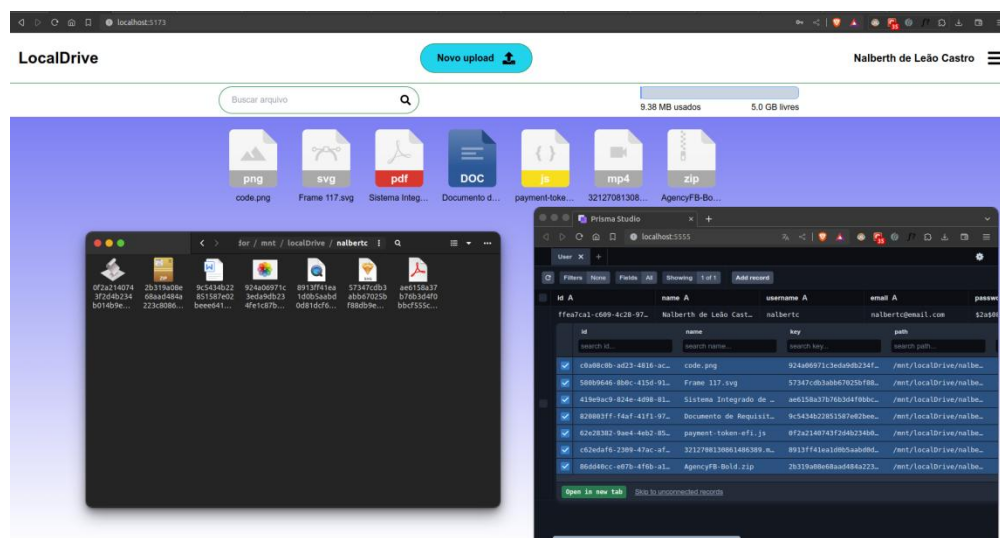 localhost:5173
LocalDrive
Novo upload
Nalberth de Leão Castro
Buscar arquivo
9.38 MB usados
5.0 GB livres
png
svg
pdf
DOC
js
mp4
zip
code.png
Frame 117.svg
Sistema Integ...
Documento d...
payment-toke...
32127081308...
AgencyFB-Bo...
for / mnt / localDrive / nalbertc
ZIP
0f2a214074
3f2d4b234
b014b9e...
2b319a08e
68aad484a
223c8086...
9c5434b22
851587e02
beee641...
924a06971c
3eda9db23
4fe1c87b...
8913ff41ea
1d0b5aabd
0d81dcf6...
57347cdb3
abb67025b
f88db9e...
ae6158a37
b76b3d4f0
bbcf555c...
Prisma Studio
localhost:5555
User
Filters None Fields All Showing 1 of 1 Add record
id A name A username A email A passwo
ffea7ca1-c609-4c28-97… Nalberth de Leão Cast… nalbertc nalbertc@email.com
id name key path
search id... search name... search key... search path...
c0a08c0b-ad23-4816-ac… code.png 924a06971c3eda9db234f… /mnt/localDrive/nalbe…
588b9646-8b0c-415d-91… Frame 117.svg 57347cdb3abb67025bf88… /mnt/localDrive/nalbe…
419e9ac9-824e-4d98-81… Sistema Integrado de … ae6158a37b76b3d4f0bbc… /mnt/localDrive/nalbe…
820803ff-f4af-41f1-97… Documento de Requisit… 9c5434b22851587e02bee… /mnt/localDrive/nalbe…
62e28382-9ae4-4eb2-85… payment-token-efi.js 0f2a2140743f2d4b234b0… /mnt/localDrive/nalbe…
c62edaf6-2309-47ac-af… 8913ff41ea1d0b5aabd0d… /mnt/localDrive/nalbe…
86dd40cc-e07b-4f6b-a1… AgencyFB-Bold.zip 2b319a08e68aad484a223… /mnt/localDrive/nalbe…
Open in new tab Skip to unconnected records